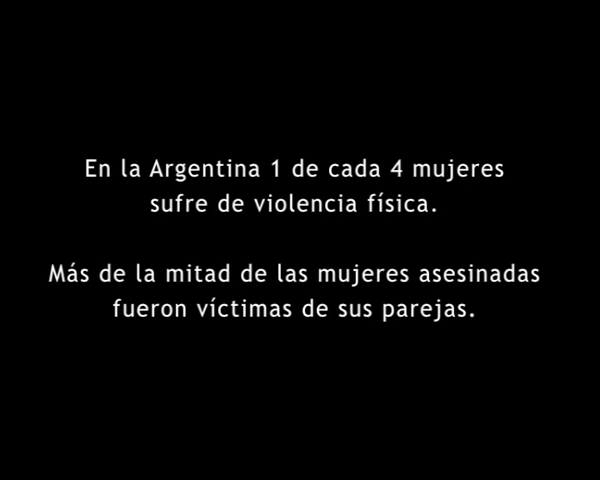 En la Argentina 1 de cada 4 mujeres
sufre de violencia física.
Más de la mitad de las mujeres asesinadas
fueron víctimas de sus parejas.